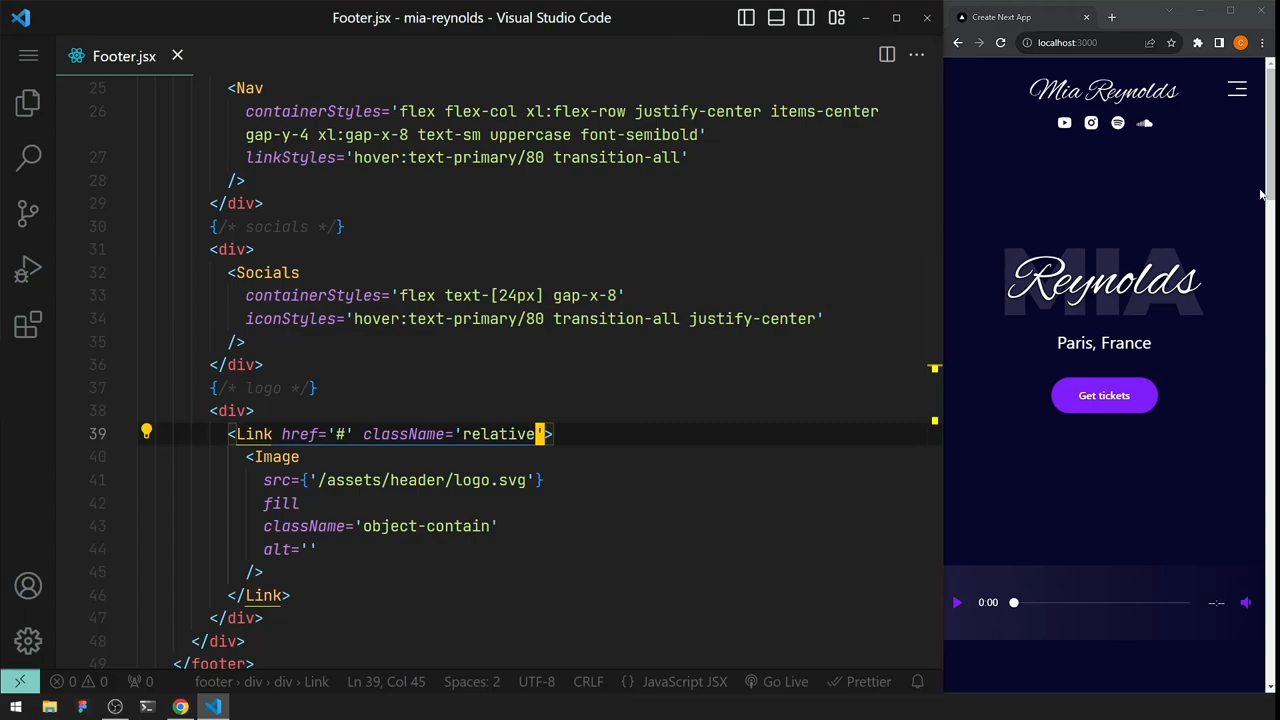 Footer.jsx - mia-reynolds - Visual Studio Code
Footer.jsx
25 <Nav
26 containerStyles='flex flex-col xl:flex-row justify-center items-center
gap-y-4 xl:gap-x-8 text-sm uppercase font-semibold'
27 linkStyles='hover:text-primary/80 transition-all'
28 />
29 </div>
30 {/* socials */}
31 <div>
32 <Socials
33 containerStyles='flex text-[24px] gap-x-8'
34 iconStyles='hover:text-primary/80 transition-all justify-center'
35 />
36 </div>
37 {/* logo */}
38 <div>
39 <Link href='#' className='relative'>
40 <Image
41 src={'/assets/header/logo.svg'}
42 fill
43 className='object-contain'
44 alt=''
45 />
46 </Link>
47 </div>
48 </div>
49 </footer>
0 0 0 footer > div > div > Link Ln 39, Col 45 Spaces: 2 UTF-8 CRLF {} JavaScript JSX Go Live Prettier
Create Next App
localhost:3000
C
Mia Reynolds
MIA
Reynolds
Paris, France
Get tickets
0:00 --:--